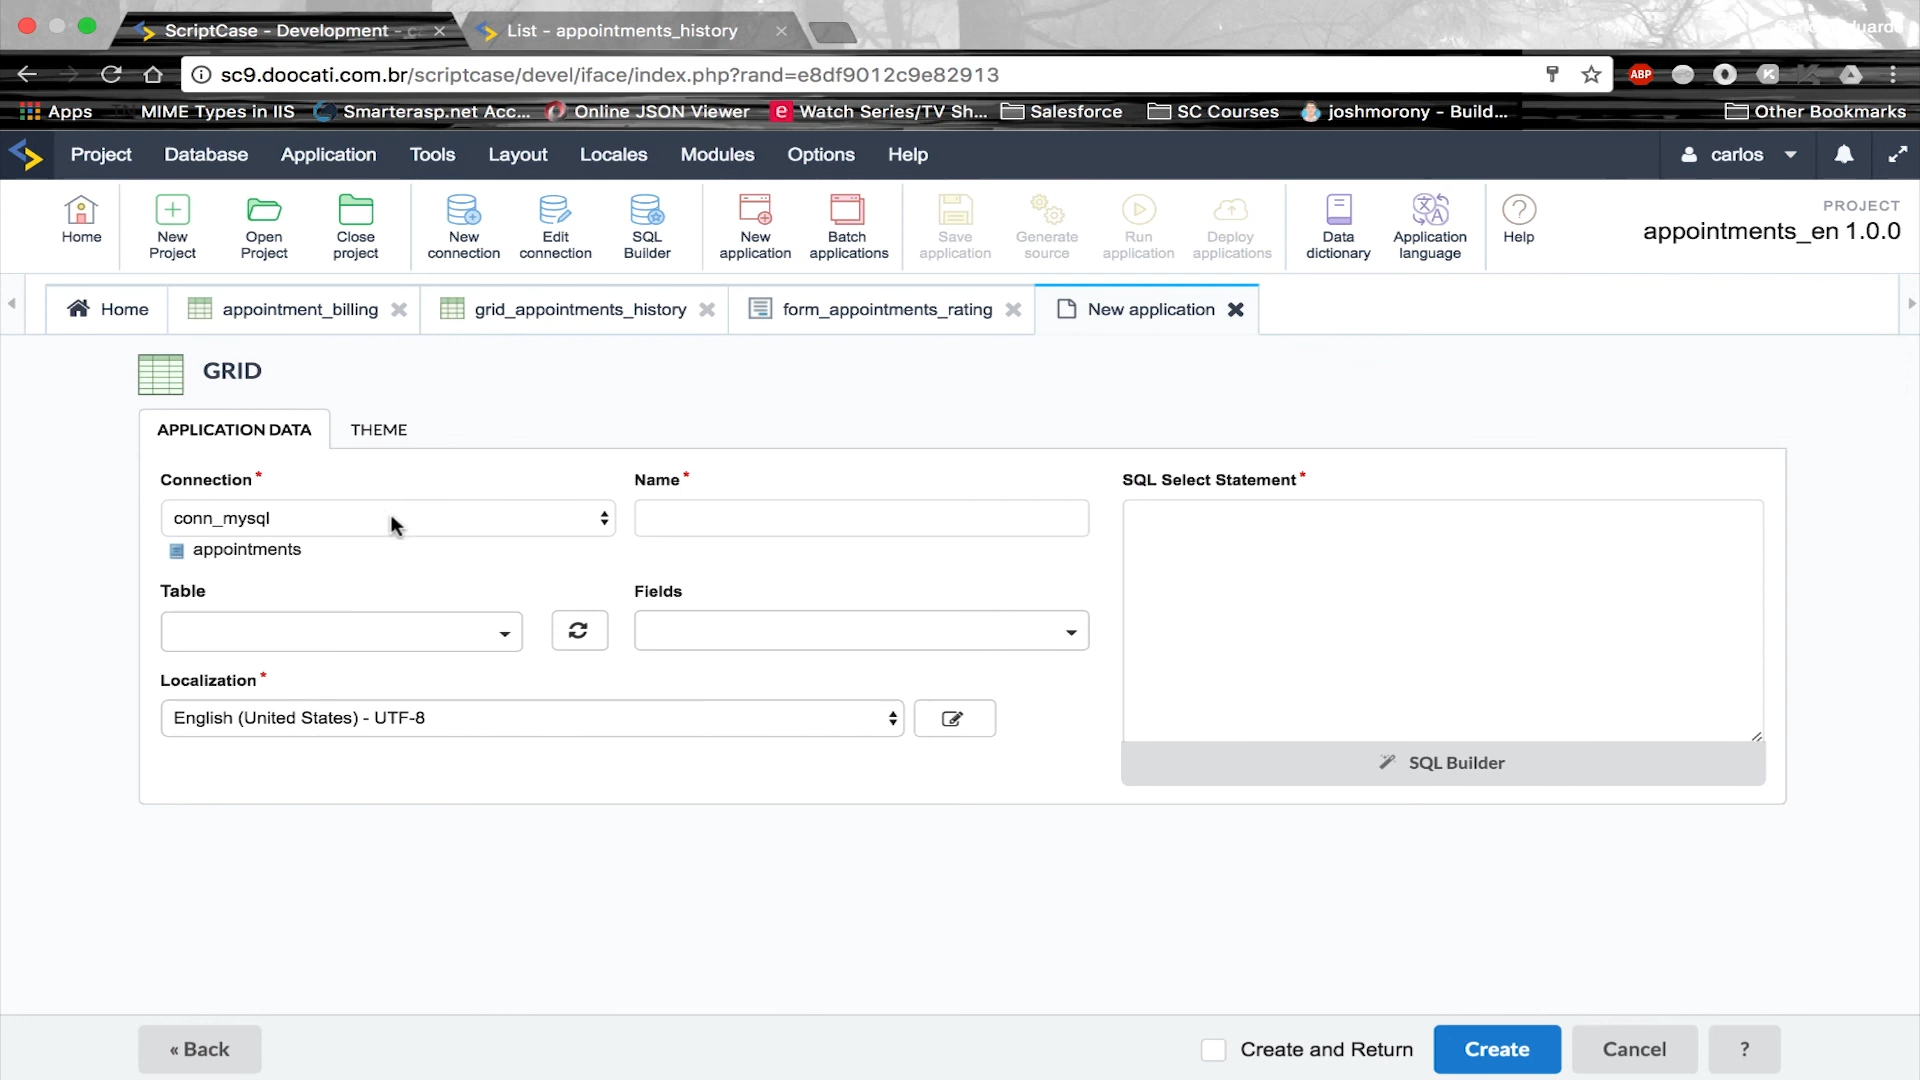 ScriptCase - Development - c
List - appointments_history
sc9.doocati.com.br/scriptcase/devel/iface/index.php?rand=e8df9012c9e82913
ABP
Apps
MIME Types in IIS
Smarterasp.net Acc...
Online JSON Viewer
Watch Series/TV Sh...
Salesforce
SC Courses
joshmorony - Build...
Other Bookmarks
Project
Database
Application
Tools
Layout
Locales
Modules
Options
Help
carlos
Home
New Project
Open Project
Close project
New connection
Edit connection
SQL Builder
New application
Batch applications
Save application
Generate source
Run application
Deploy applications
Data dictionary
Application language
Help
PROJECT
appointments_en 1.0.0
Home
appointment_billing
grid_appointments_history
form_appointments_rating
New application
GRID
APPLICATION DATA
THEME
Connection *
Name *
SQL Select Statement *
conn_mysql
appointments
Table
Fields
Localization *
English (United States) - UTF-8
SQL Builder
« Back
Create and Return
Create
Cancel
?